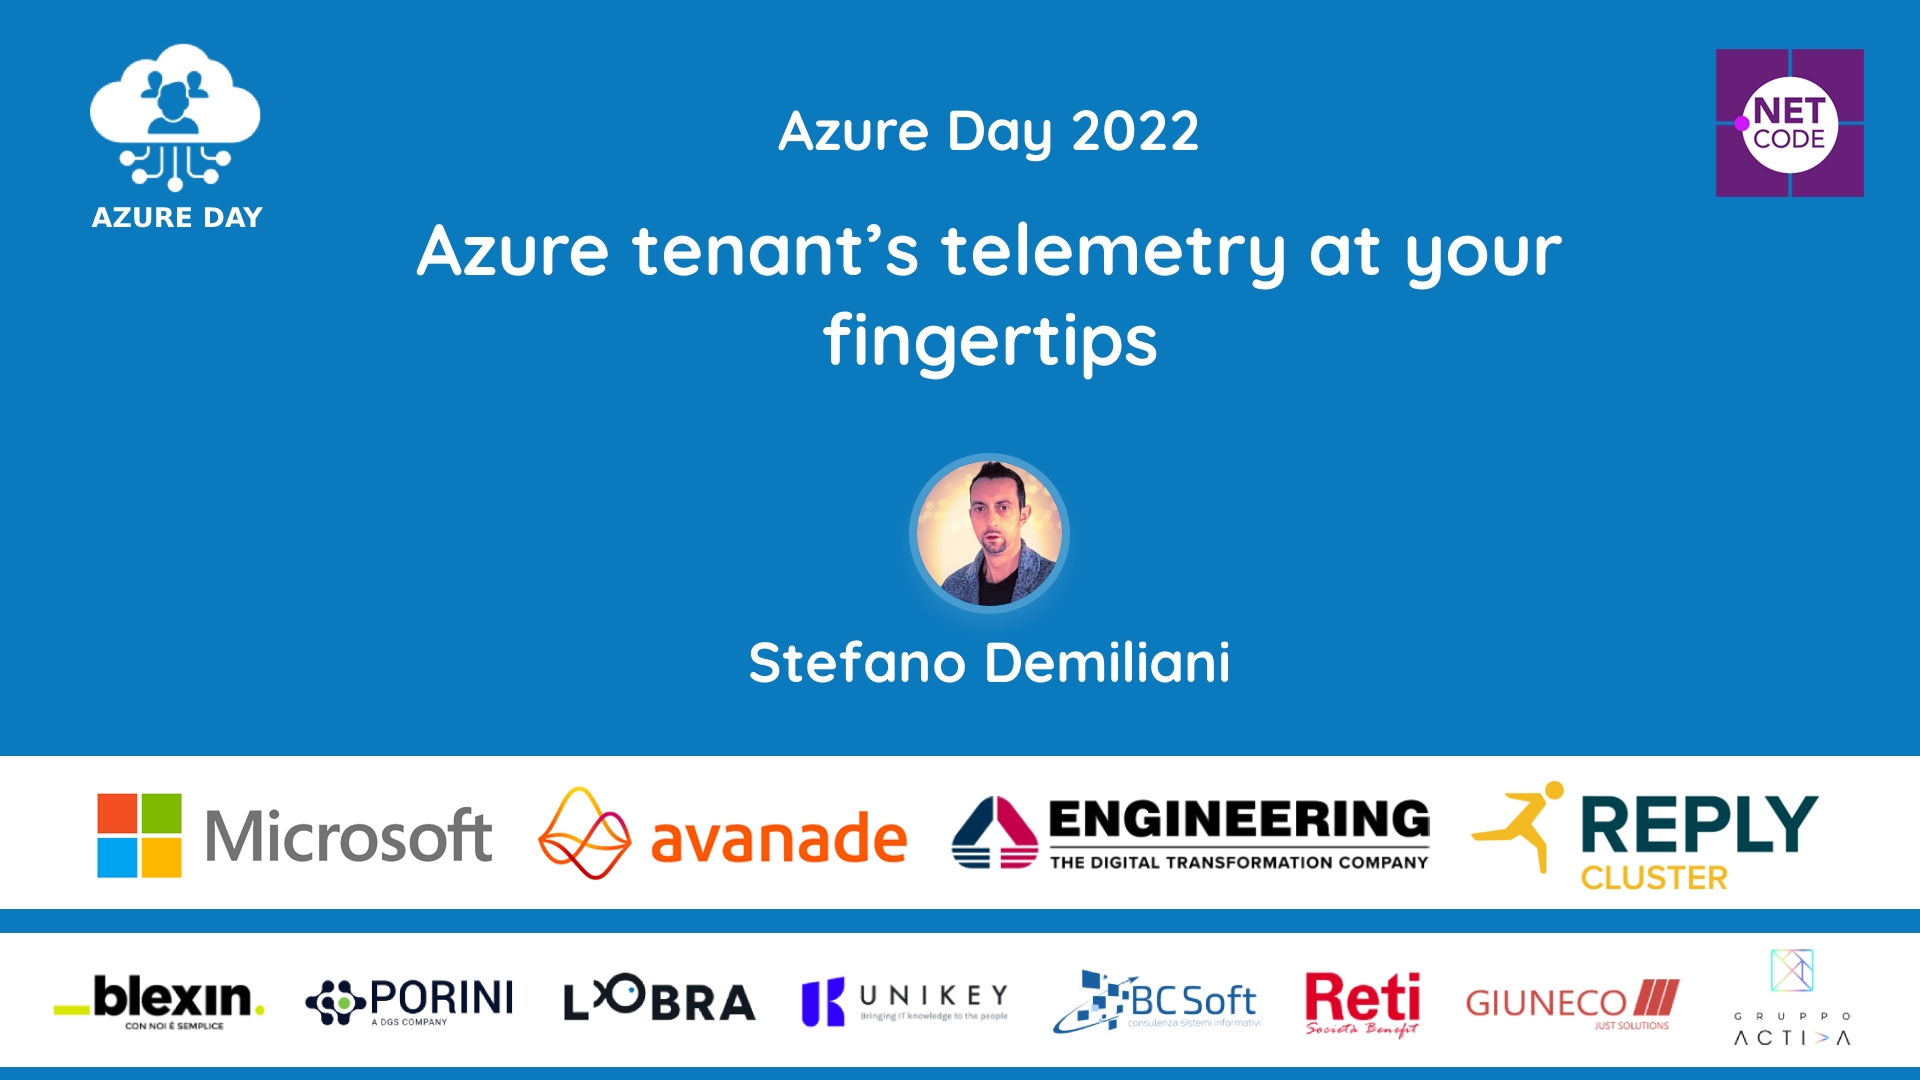 AZURE DAY
Azure Day 2022
NET
CODE
Azure tenant’s telemetry at your
fingertips
Stefano Demiliani
Microsoft
avanade
ENGINEERING
THE DIGITAL TRANSFORMATION COMPANY
REPLY
CLUSTER
blexin.
CON NOI È SEMPLICE
PORINI
A DGS COMPANY
LOBRA
UNIKEY
Bringing IT knowledge to the people
BC Soft
consulenza sistemi informativi
Reti
Società Benefit
GIUNECO
JUST SOLUTIONS
GRUPPO
ACTIVA